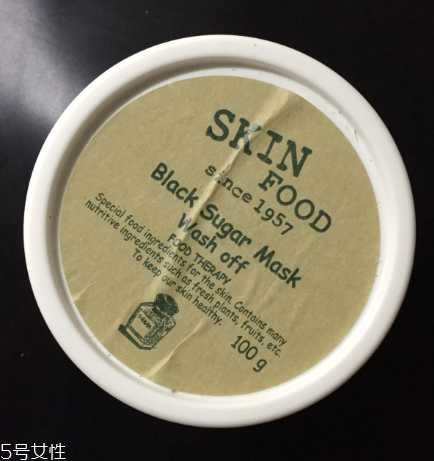 SKIN
FOOD
since 1957
Black Sugar Mask
Wash off
FOOD THERAPY
Special food ingredients for the skin. Contains many
nutritive ingredients such as fresh plants, fruits, etc.
To keep our skin healthy.
100 g
5号女性